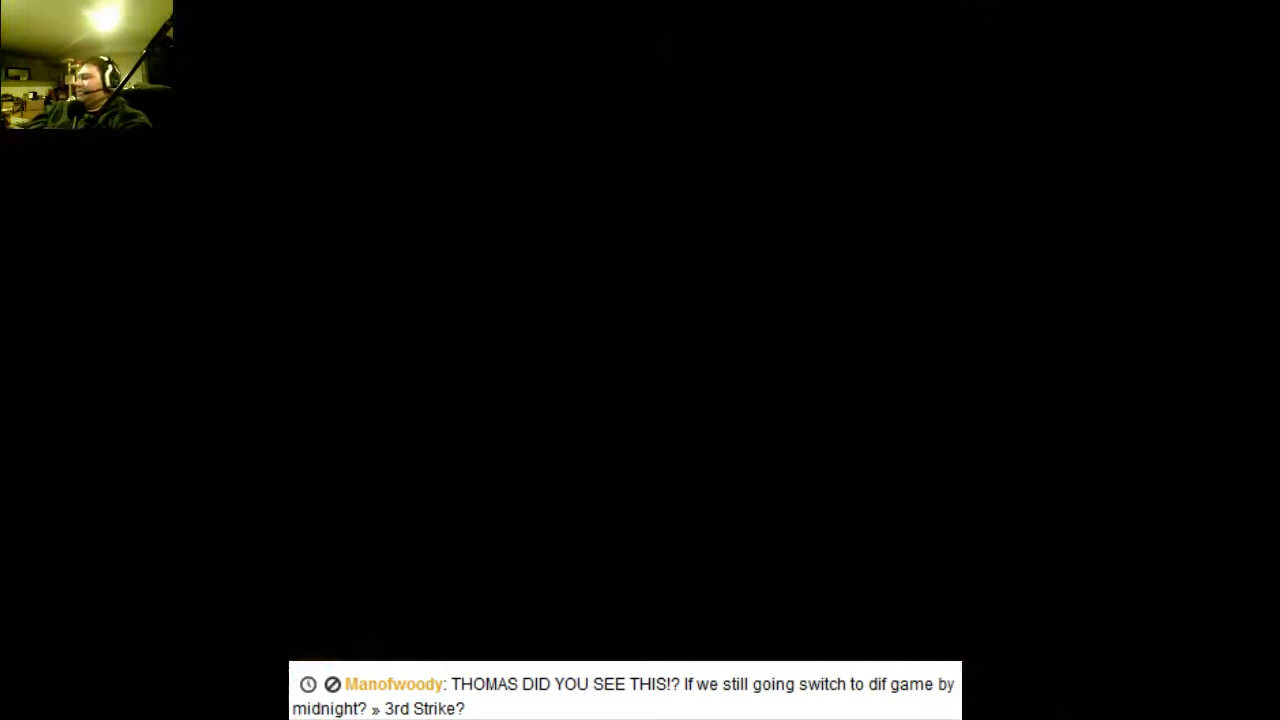 Manofwoody: THOMAS DID YOU SEE THIS!? If we still going switch to dif game by
midnight? » 3rd Strike?